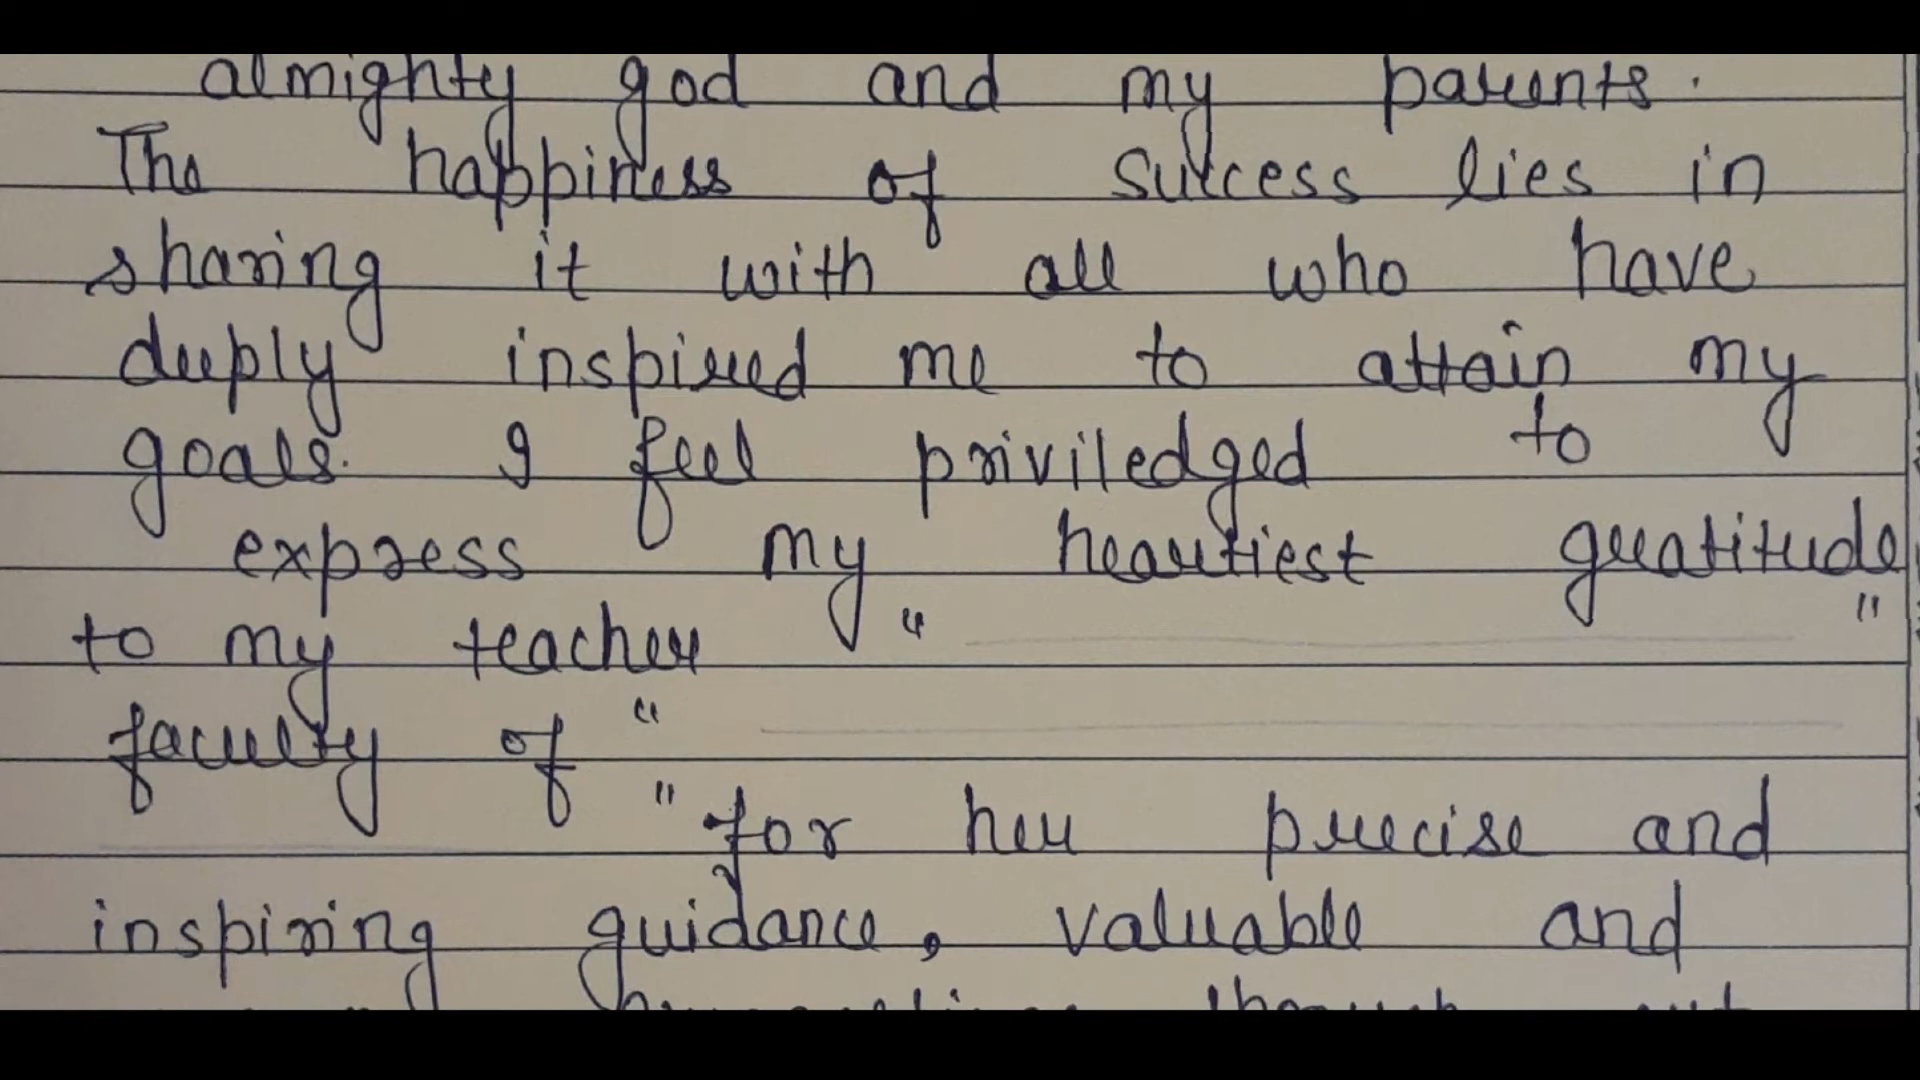 almighty god and my parents.
The happiness of success lies in
sharing it with all who have
deeply inspired me to attain my
goals. I feel priviledged to
express my heartiest gratitude
to my teacher " "
faculty of "
" for her precise and
inspiring guidance, valuable and
through out